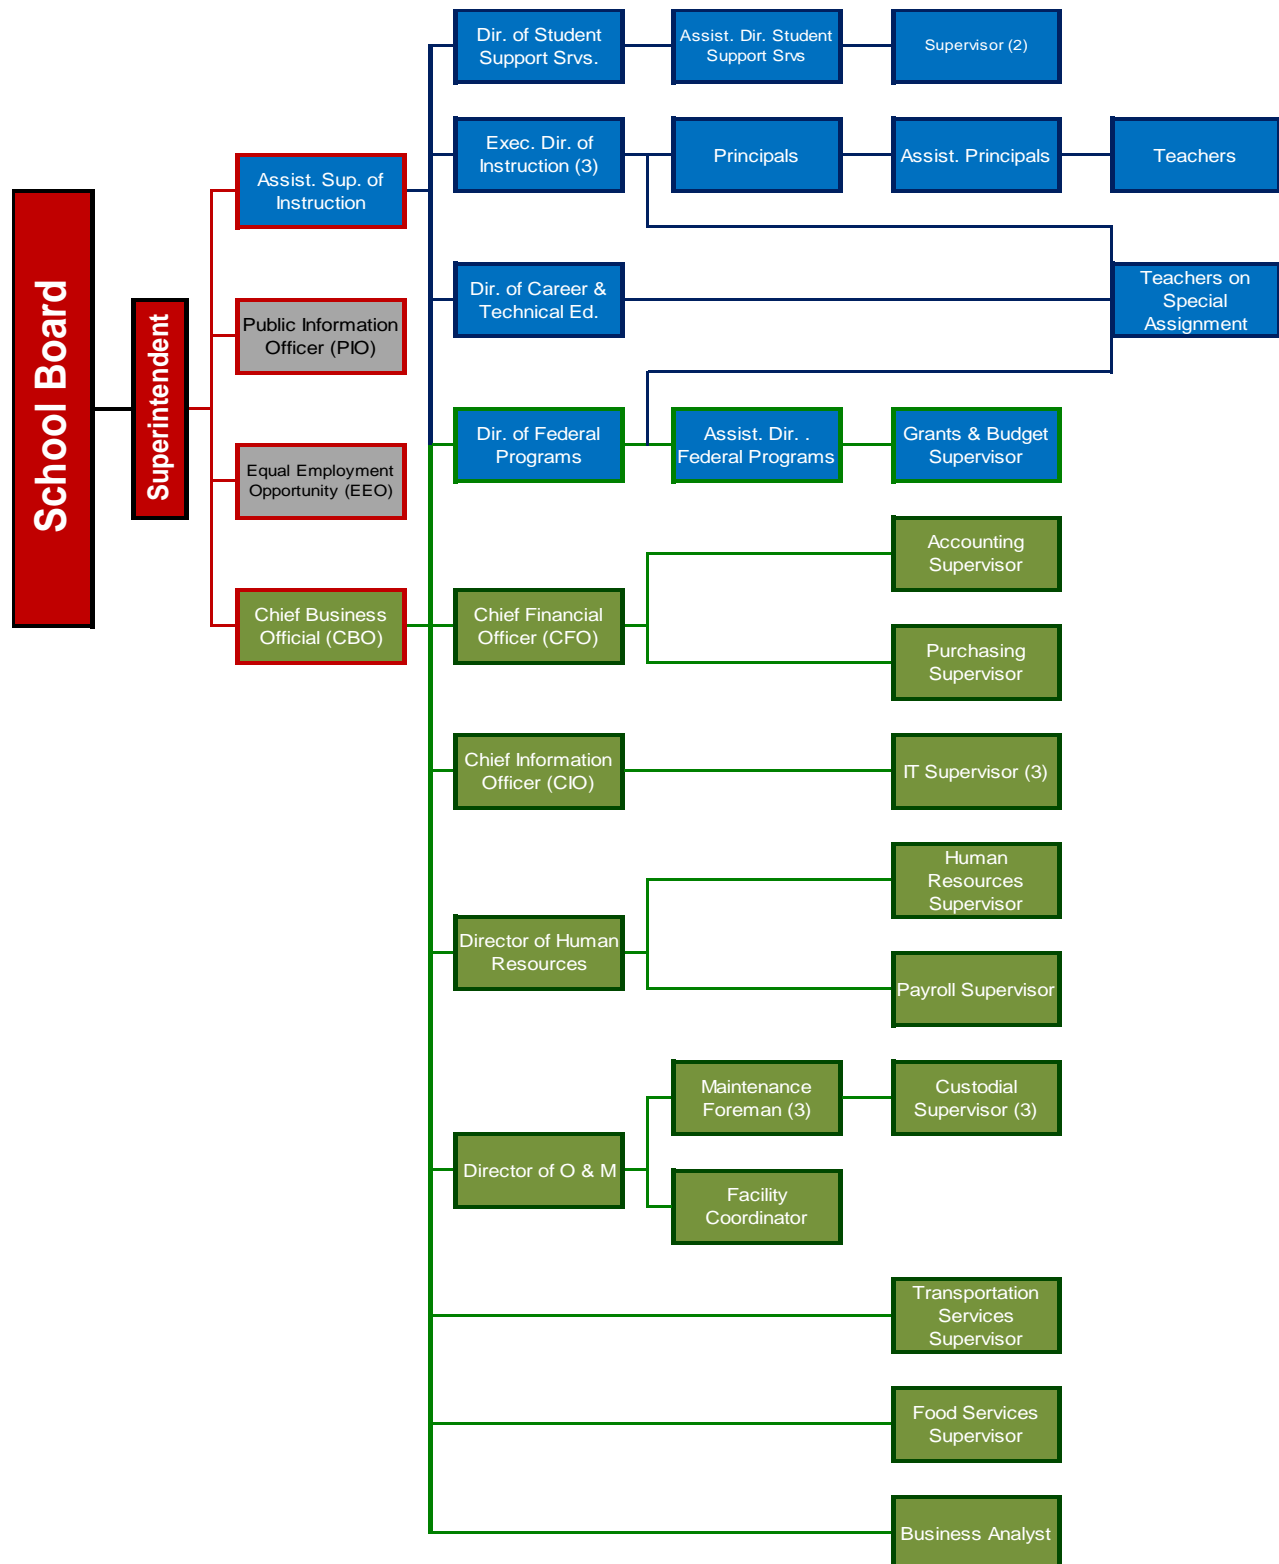 School Board
Superintendent
Assist. Sup. of
Instruction
Public Information
Officer (PIO)
Equal Employment
Opportunity (EEO)
Chief Business
Official (CBO)
Dir. of Student
Support Srvs.
Assist. Dir. Student
Support Srvs
Supervisor (2)
Exec. Dir. of
Instruction (3)
Principals
Assist. Principals
Teachers
Dir. of Career &
Technical Ed.
Teachers on
Special
Assignment
Dir. of Federal
Programs
Assist. Dir. .
Federal Programs
Grants & Budget
Supervisor
Chief Financial
Officer (CFO)
Accounting
Supervisor
Purchasing
Supervisor
Chief Information
Officer (CIO)
IT Supervisor (3)
Director of Human
Resources
Human
Resources
Supervisor
Payroll Supervisor
Director of O & M
Maintenance
Foreman (3)
Custodial
Supervisor (3)
Facility
Coordinator
Transportation
Services
Supervisor
Food Services
Supervisor
Business Analyst